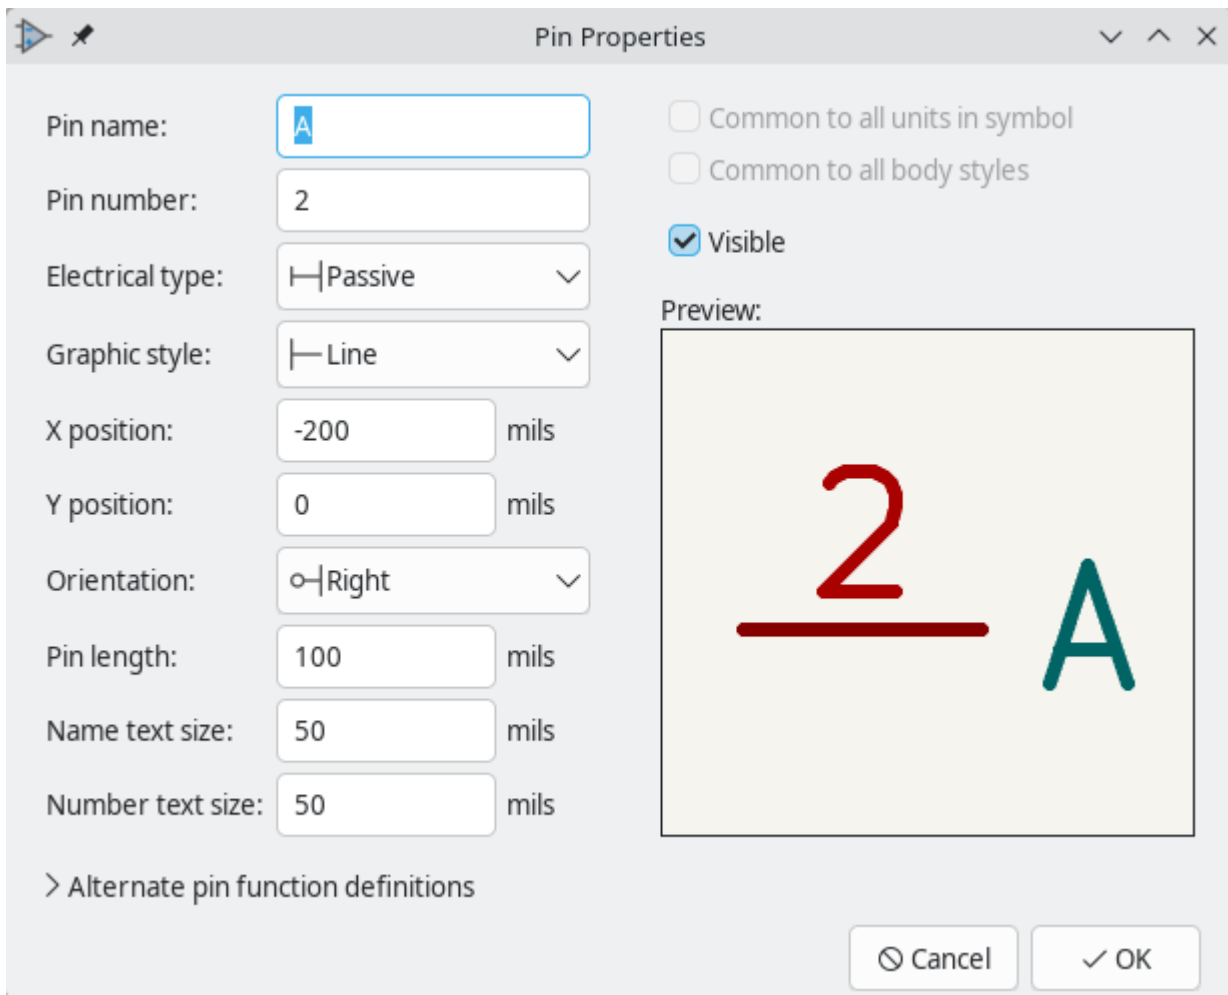 Pin Properties
Pin name: A
Pin number: 2
Electrical type: Passive
Graphic style: Line
X position: -200 mils
Y position: 0 mils
Orientation: Right
Pin length: 100 mils
Name text size: 50 mils
Number text size: 50 mils
Alternate pin function definitions
Common to all units in symbol
Common to all body styles
Visible
Preview:
2
A
Cancel OK